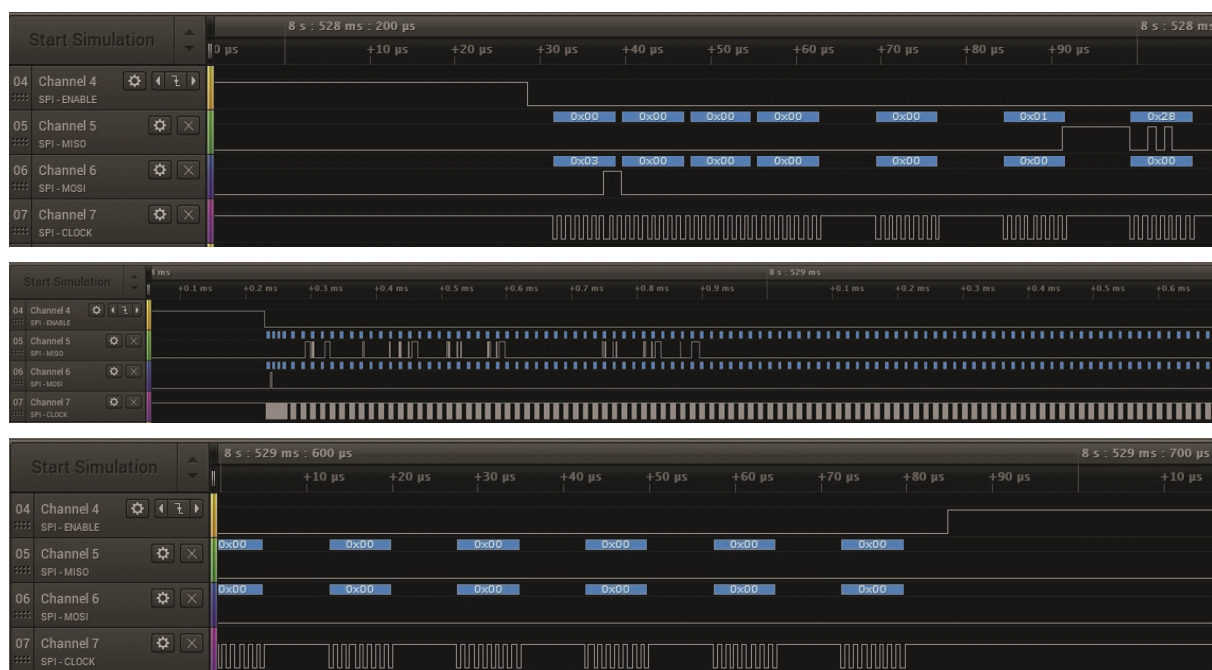 8 s : 528 ms : 200 µs 8 s : 528 ms
Start Simulation
0 µs +10 µs +20 µs +30 µs +40 µs +50 µs +60 µs +70 µs +80 µs +90 µs
04 Channel 4
SPI - ENABLE
05 Channel 5 0x00 0x00 0x00 0x00 0x00 0x01 0x28
SPI - MISO
06 Channel 6 0x03 0x00 0x00 0x00 0x00 0x00 0x00
SPI - MOSI
07 Channel 7
SPI - CLOCK
ms 8 s : 529 ms
Start Simulation
+0.1 ms +0.2 ms +0.3 ms +0.4 ms +0.5 ms +0.6 ms +0.7 ms +0.8 ms +0.9 ms +0.1 ms +0.2 ms +0.3 ms +0.4 ms +0.5 ms +0.6 ms
04 Channel 4
SPI - ENABLE
05 Channel 5
SPI - MISO
06 Channel 6
SPI - MOSI
07 Channel 7
SPI - CLOCK
8 s : 529 ms : 600 µs 8 s : 529 ms : 700 µs
Start Simulation
+10 µs +20 µs +30 µs +40 µs +50 µs +60 µs +70 µs +80 µs +90 µs +10 µs
04 Channel 4
SPI - ENABLE
05 Channel 5 0x00 0x00 0x00 0x00 0x00 0x00
SPI - MISO
06 Channel 6 0x00 0x00 0x00 0x00 0x00 0x00
SPI - MOSI
07 Channel 7
SPI - CLOCK